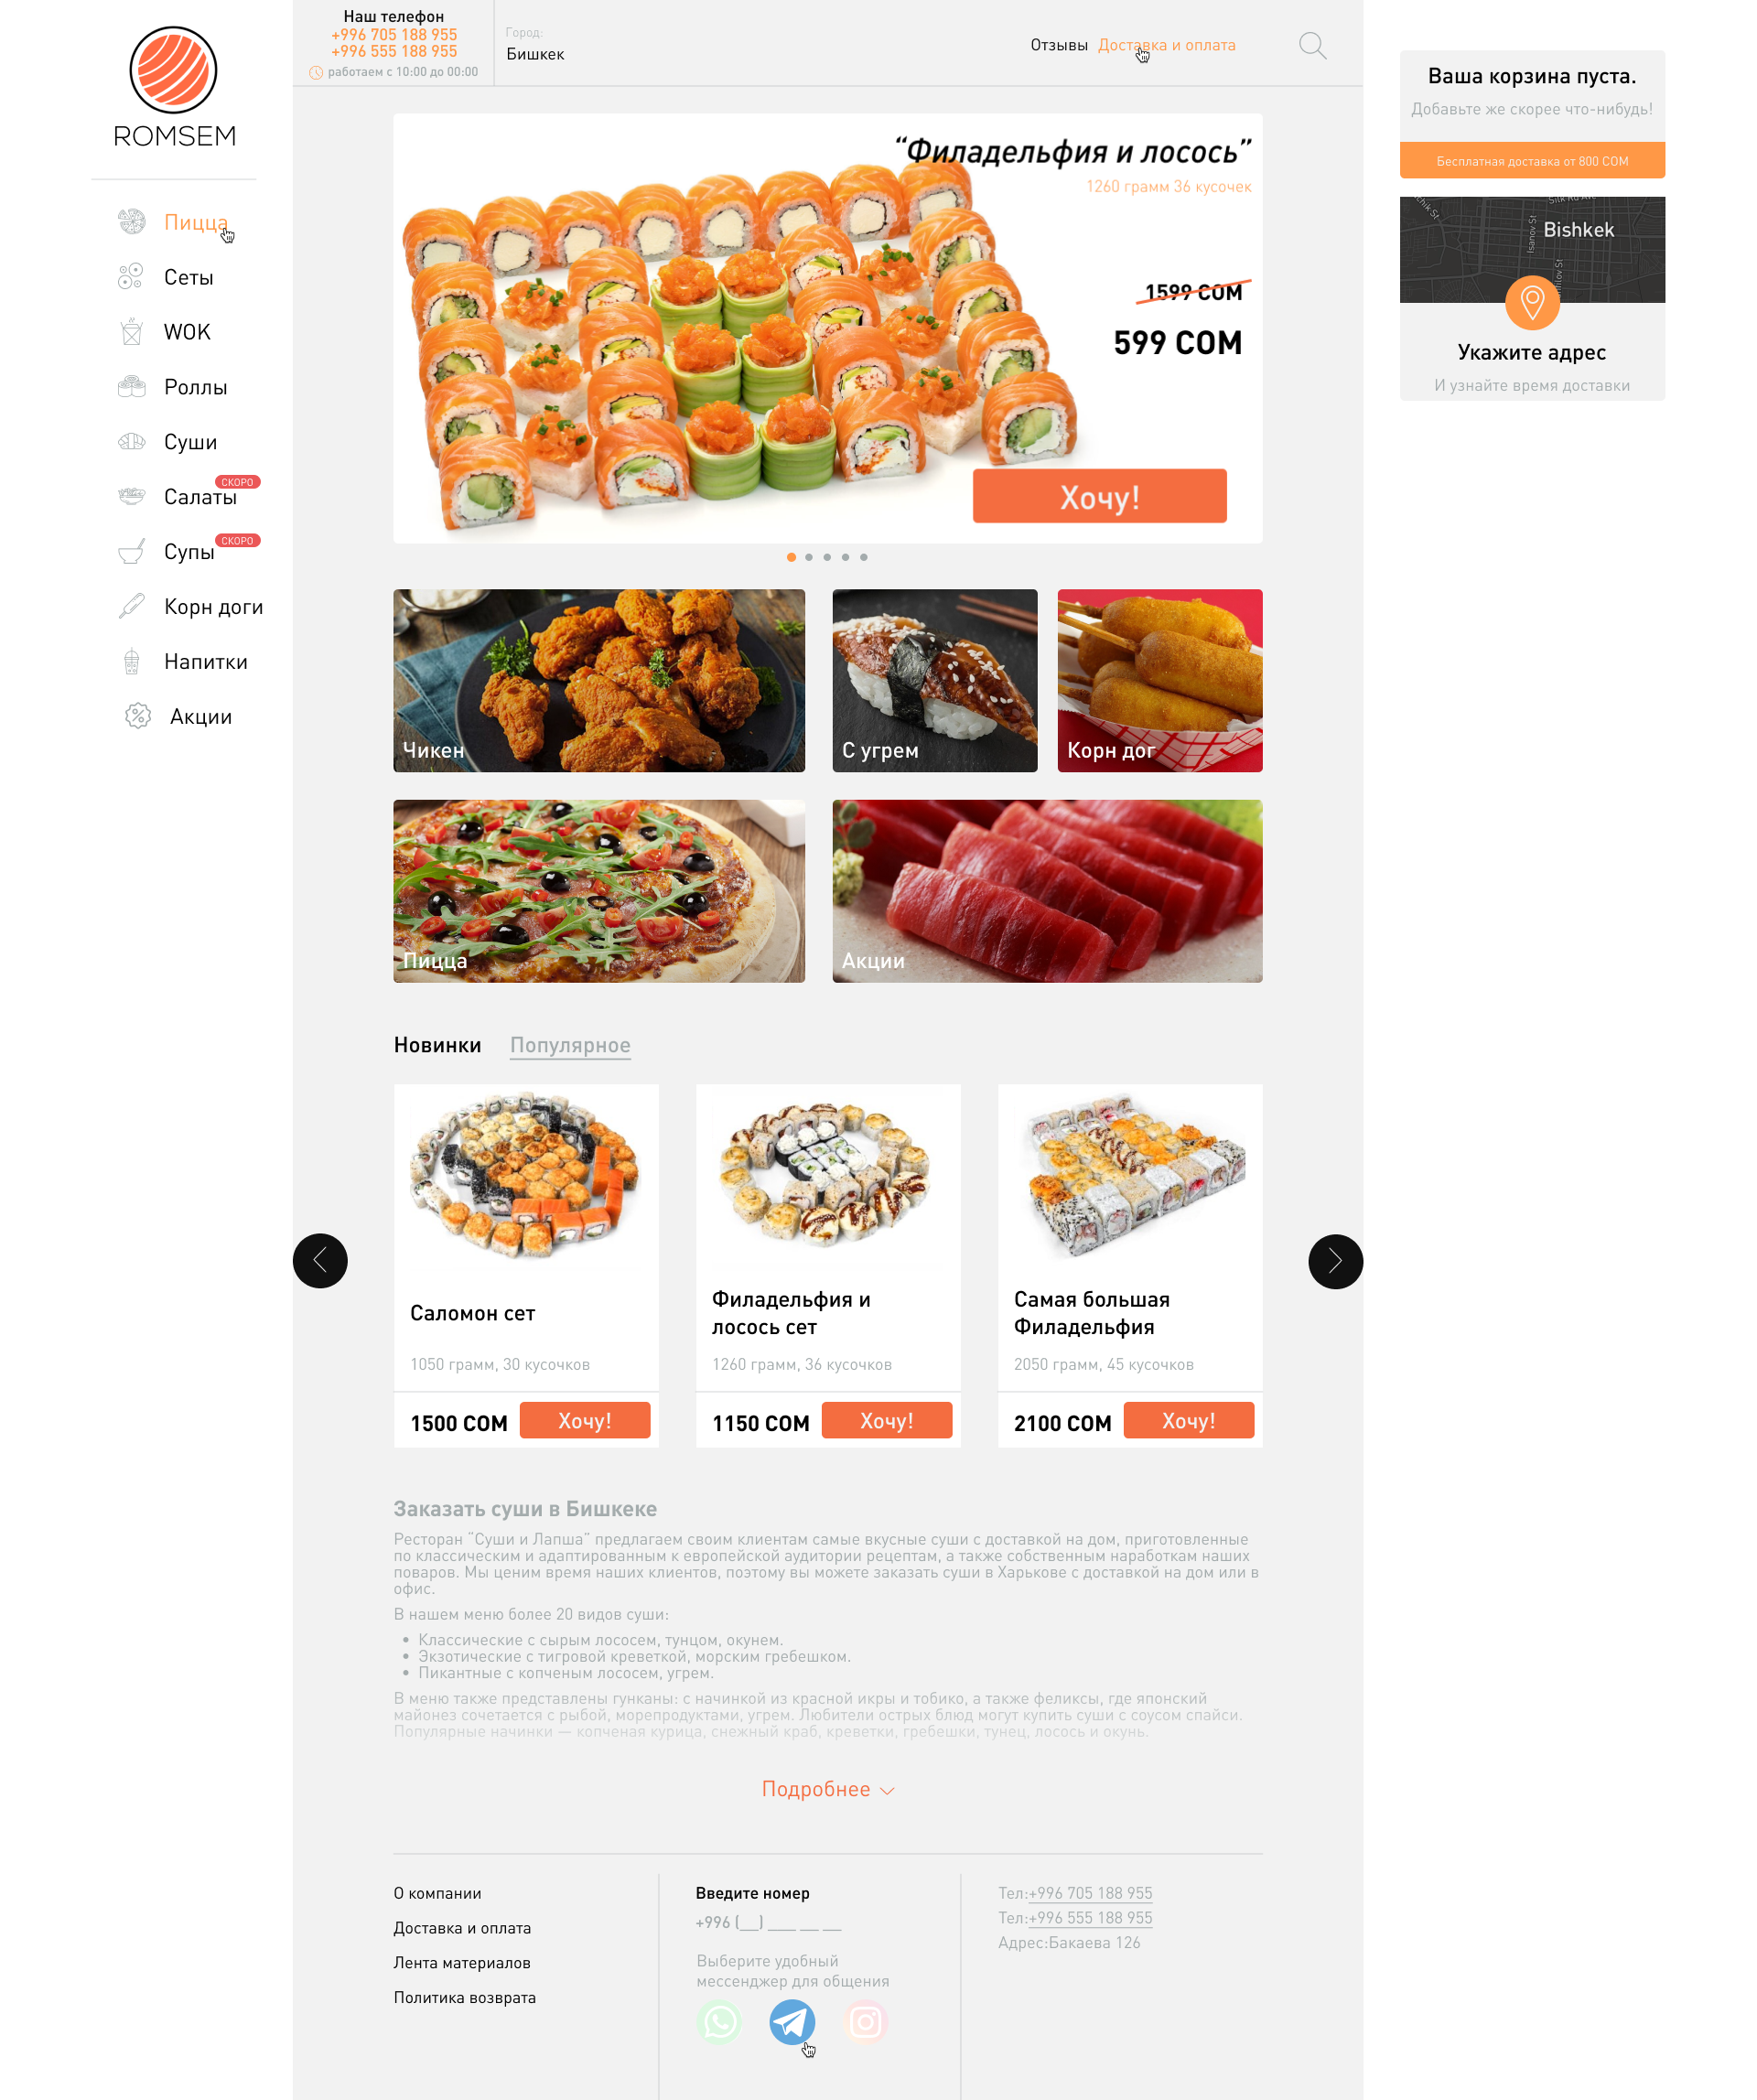 ROMSEM
Пицца
Сеты
WOK
Роллы
Суши
СКОРО
Салаты
СКОРО
Супы
Корн доги
Напитки
Акции
Наш телефон
+996 705 188 955
+996 555 188 955
работаем с 10:00 до 00:00
Город:
Бишкек
Отзывы Доставка и оплата
“Филадельфия и лосось”
1260 грамм 36 кусочек
1599 COM
599 COM
Хочу!
Чикен
С угрем
Корн дог
Пицца
Акции
Новинки Популярное
Саломон сет
1050 грамм, 30 кусочков
1500 COM Хочу!
Филадельфия и
лосось сет
1260 грамм, 36 кусочков
1150 COM Хочу!
Самая большая
Филадельфия
2050 грамм, 45 кусочков
2100 COM Хочу!
Заказать суши в Бишкеке
Ресторан “Суши и Лапша” предлагаем своим клиентам самые вкусные суши с доставкой на дом, приготовленные
по классическим и адаптированным к европейской аудитории рецептам, а также собственным наработкам наших
поваров. Мы ценим время наших клиентов, поэтому вы можете заказать суши в Харькове с доставкой на дом или в
офис.
В нашем меню более 20 видов суши:
• Классические с сырым лососем, тунцом, окунем.
• Экзотические с тигровой креветкой, морским гребешком.
• Пикантные с копченым лососем, угрем.
В меню также представлены гунканы: с начинкой из красной икры и тобико, а также феликсы, где японский
майонез сочетается с рыбой, морепродуктами, угрем. Любители острых блюд могут купить суши с соусом спайси.
Популярные начинки — копченая курица, снежный краб, креветки, гребешки, тунец, лосось и окунь.
Подробнее
О компании
Доставка и оплата
Лента материалов
Политика возврата
Введите номер
+996 (__) ___ __ __
Выберите удобный
мессенджер для общения
Тел:+996 705 188 955
Тел:+996 555 188 955
Адрес:Бакаева 126
Ваша корзина пуста.
Добавьте же скорее что-нибудь!
Бесплатная доставка от 800 СОМ
Isanov St
Bishkek
Укажите адрес
И узнайте время доставки